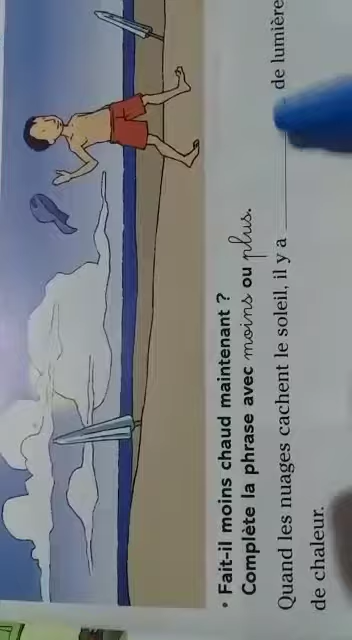 • Fait-il moins chaud maintenant ?
Complète la phrase avec moins ou plus.
Quand les nuages cachent le soleil, il y a ________ de lumière
de chaleur.